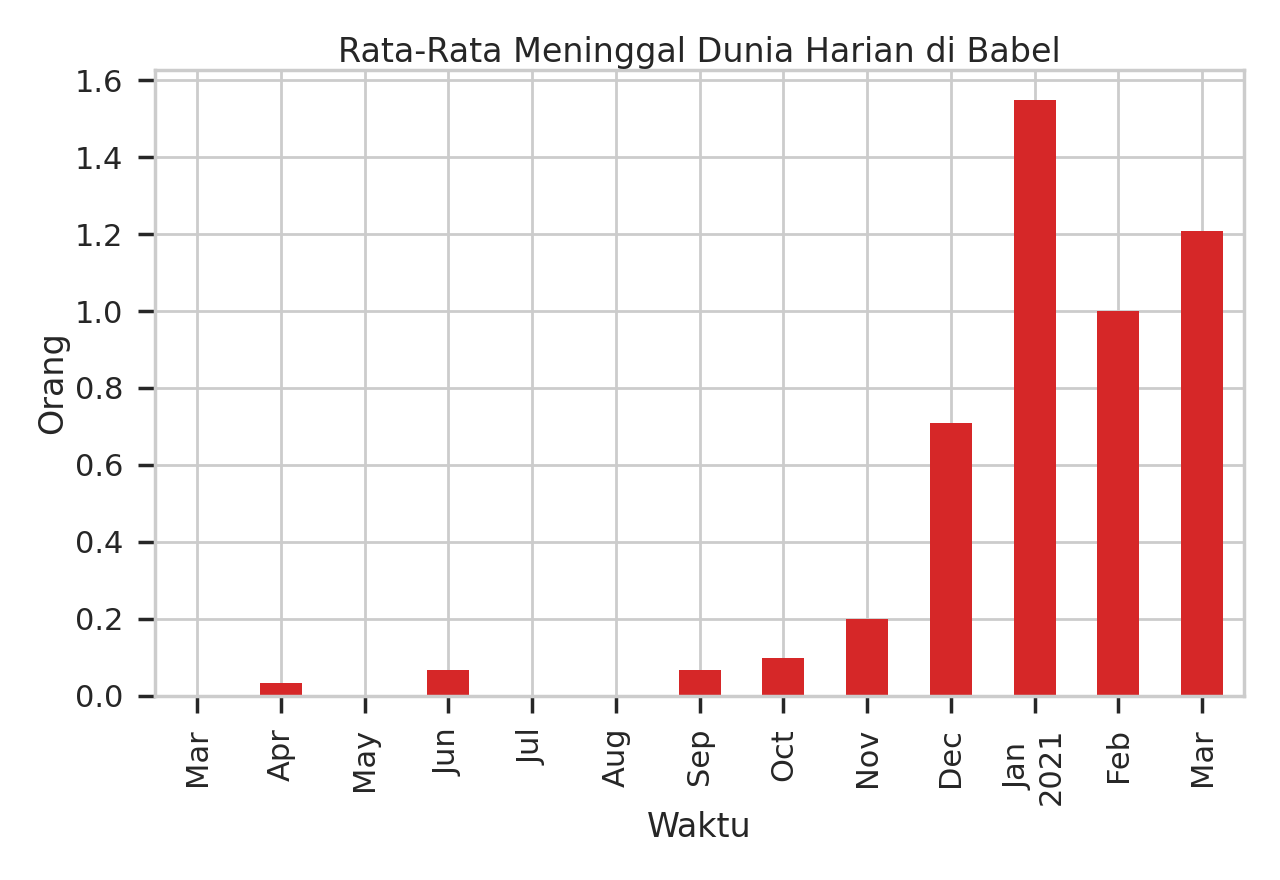 Rata-Rata Meninggal Dunia Harian di Babel
1.6
1.4
1.2
1.0
0.8
0.6
0.4
0.2
0.0
Orang
Mar
Apr
May
Jun
Jul
Aug
Sep
Oct
Nov
Dec
Jan
2021
Feb
Mar
Waktu